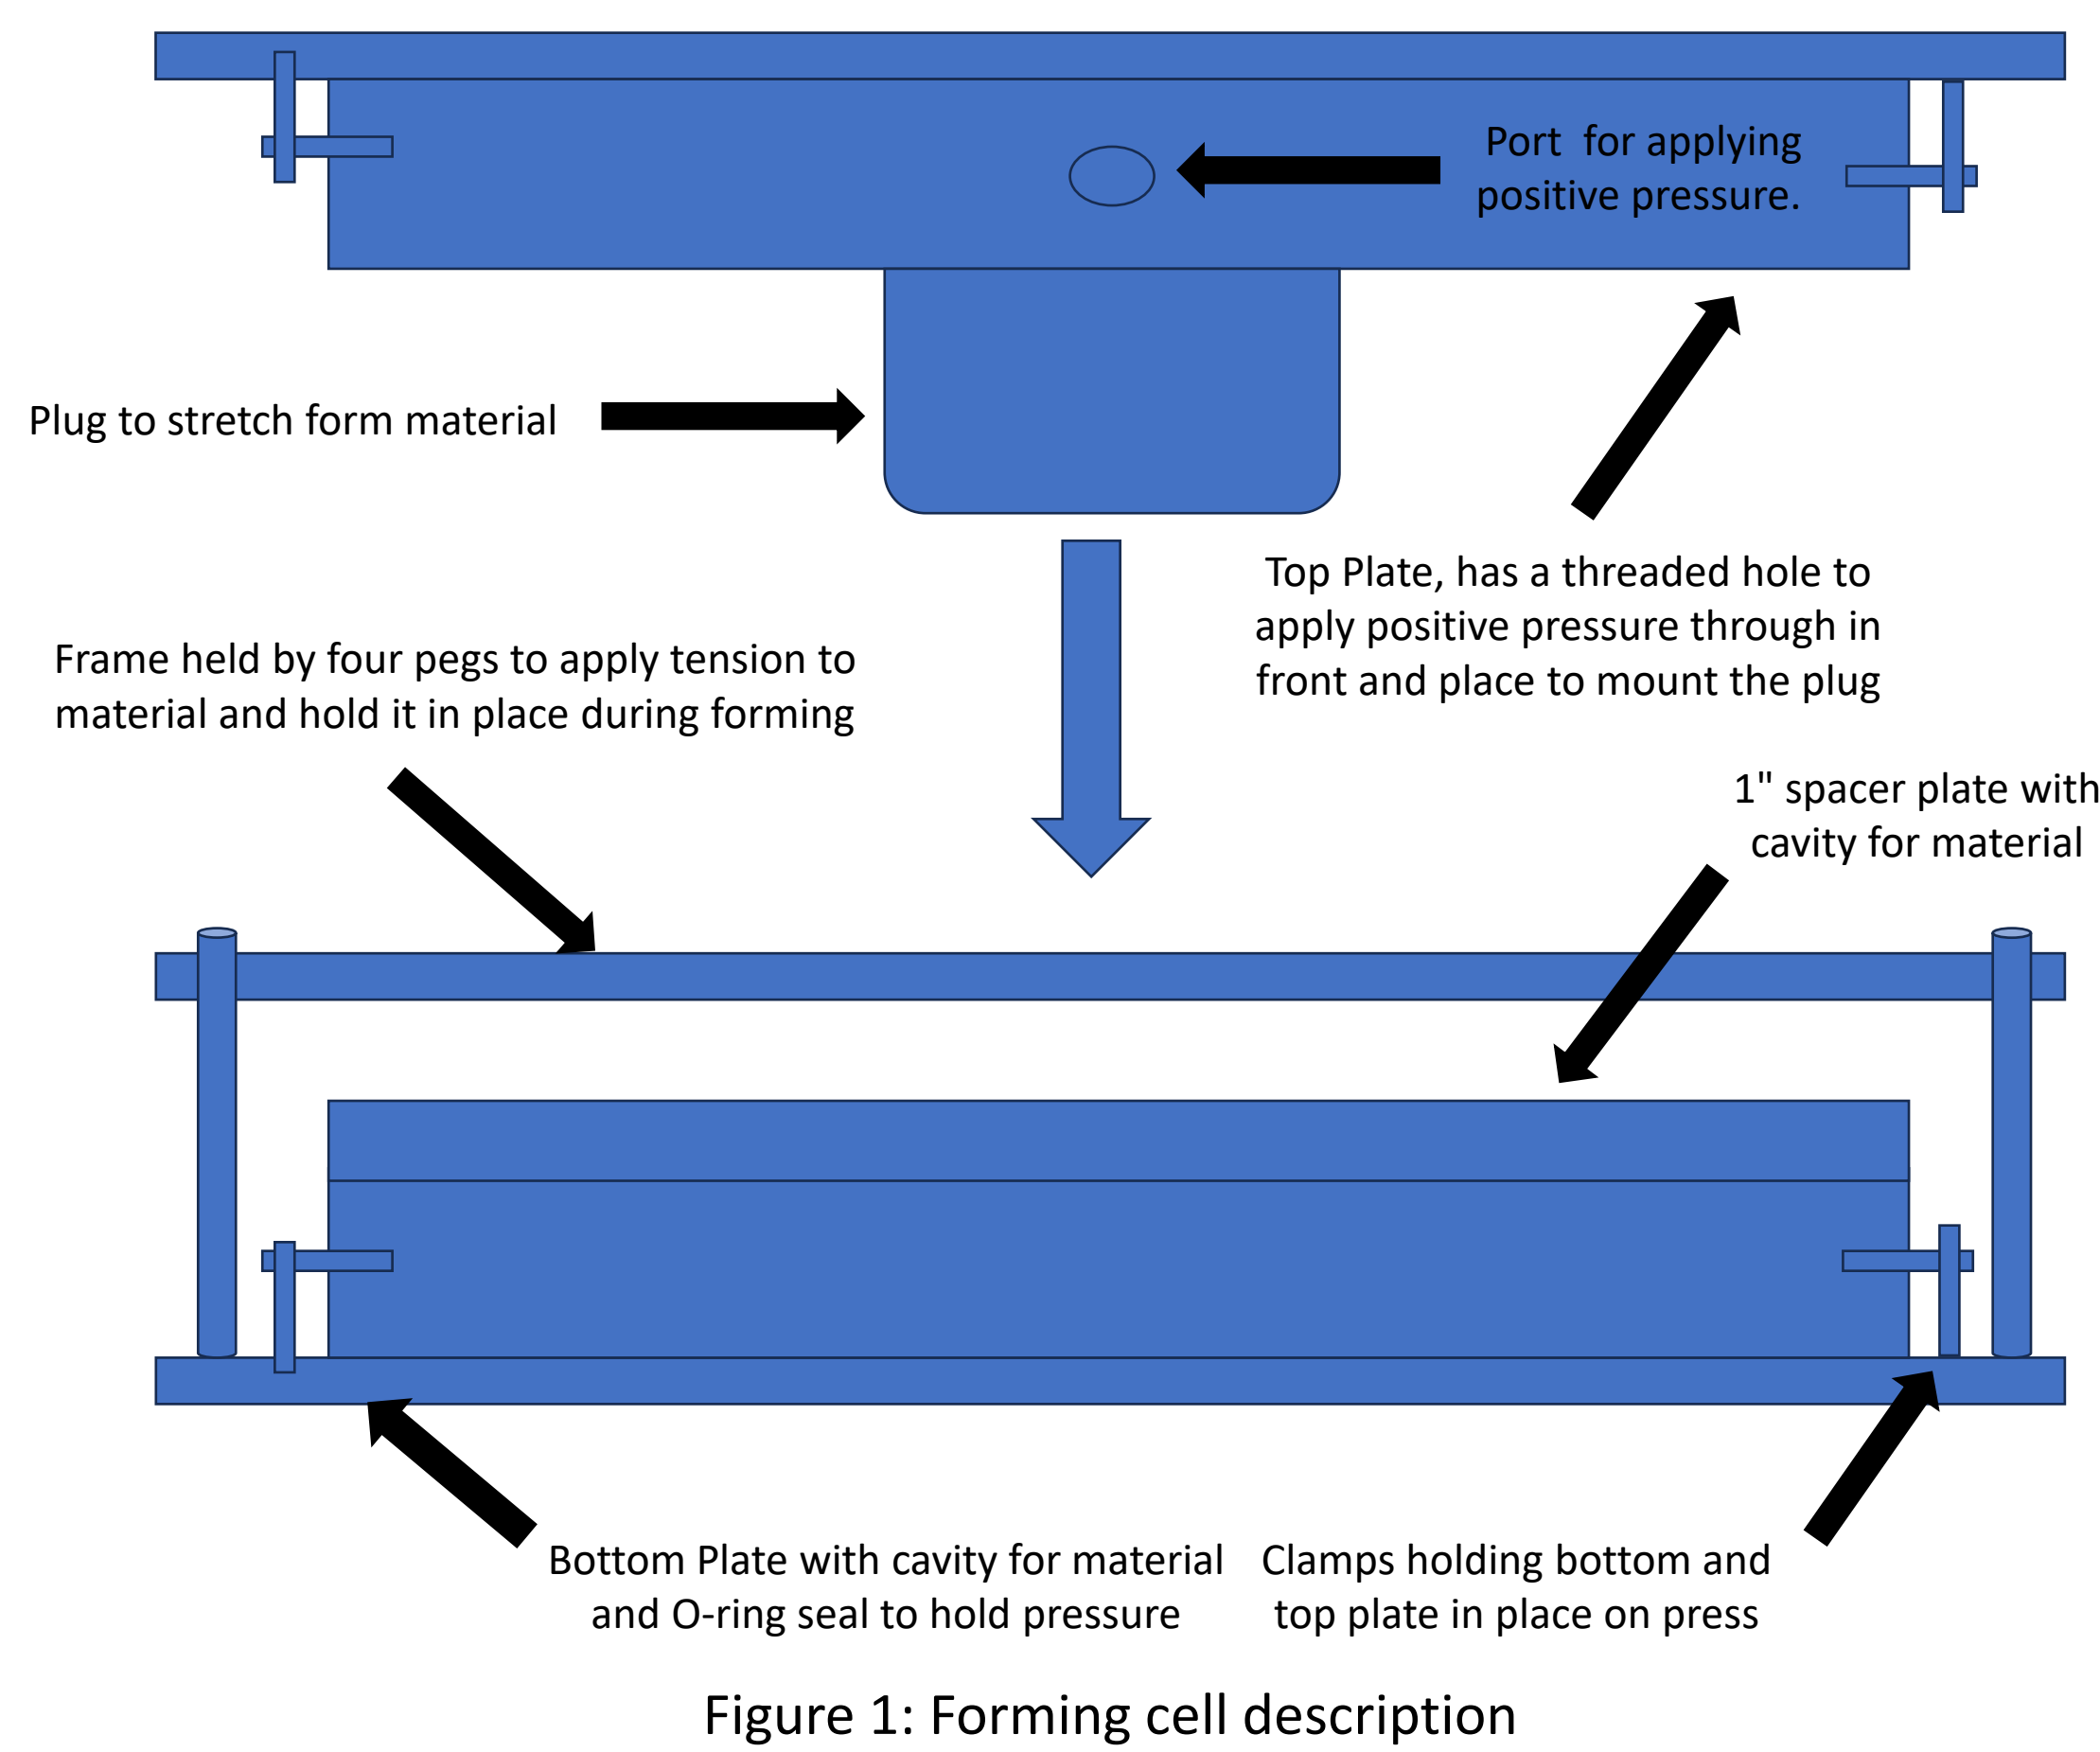 Port  for applying
positive pressure.
Plug to stretch form material
Top Plate, has a threaded hole to
apply positive pressure through in
front and place to mount the plug
Frame held by four pegs to apply tension to
material and hold it in place during forming
1" spacer plate with
cavity for material
Bottom Plate with cavity for material
and O-ring seal to hold pressure
Clamps holding bottom and
top plate in place on press
Figure 1: Forming cell description